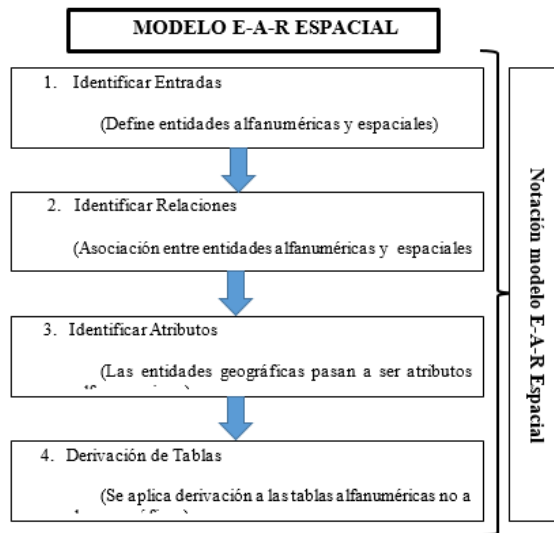 MODELO E-A-R ESPACIAL
1. Identificar Entradas
(Define entidades alfanuméricas y espaciales)
2. Identificar Relaciones
(Asociación entre entidades alfanuméricas y espaciales
3. Identificar Atributos
(Las entidades geográficas pasan a ser atributos
4. Derivación de Tablas
(Se aplica derivación a las tablas alfanuméricas no a
Notación modelo E-A-R Espacial